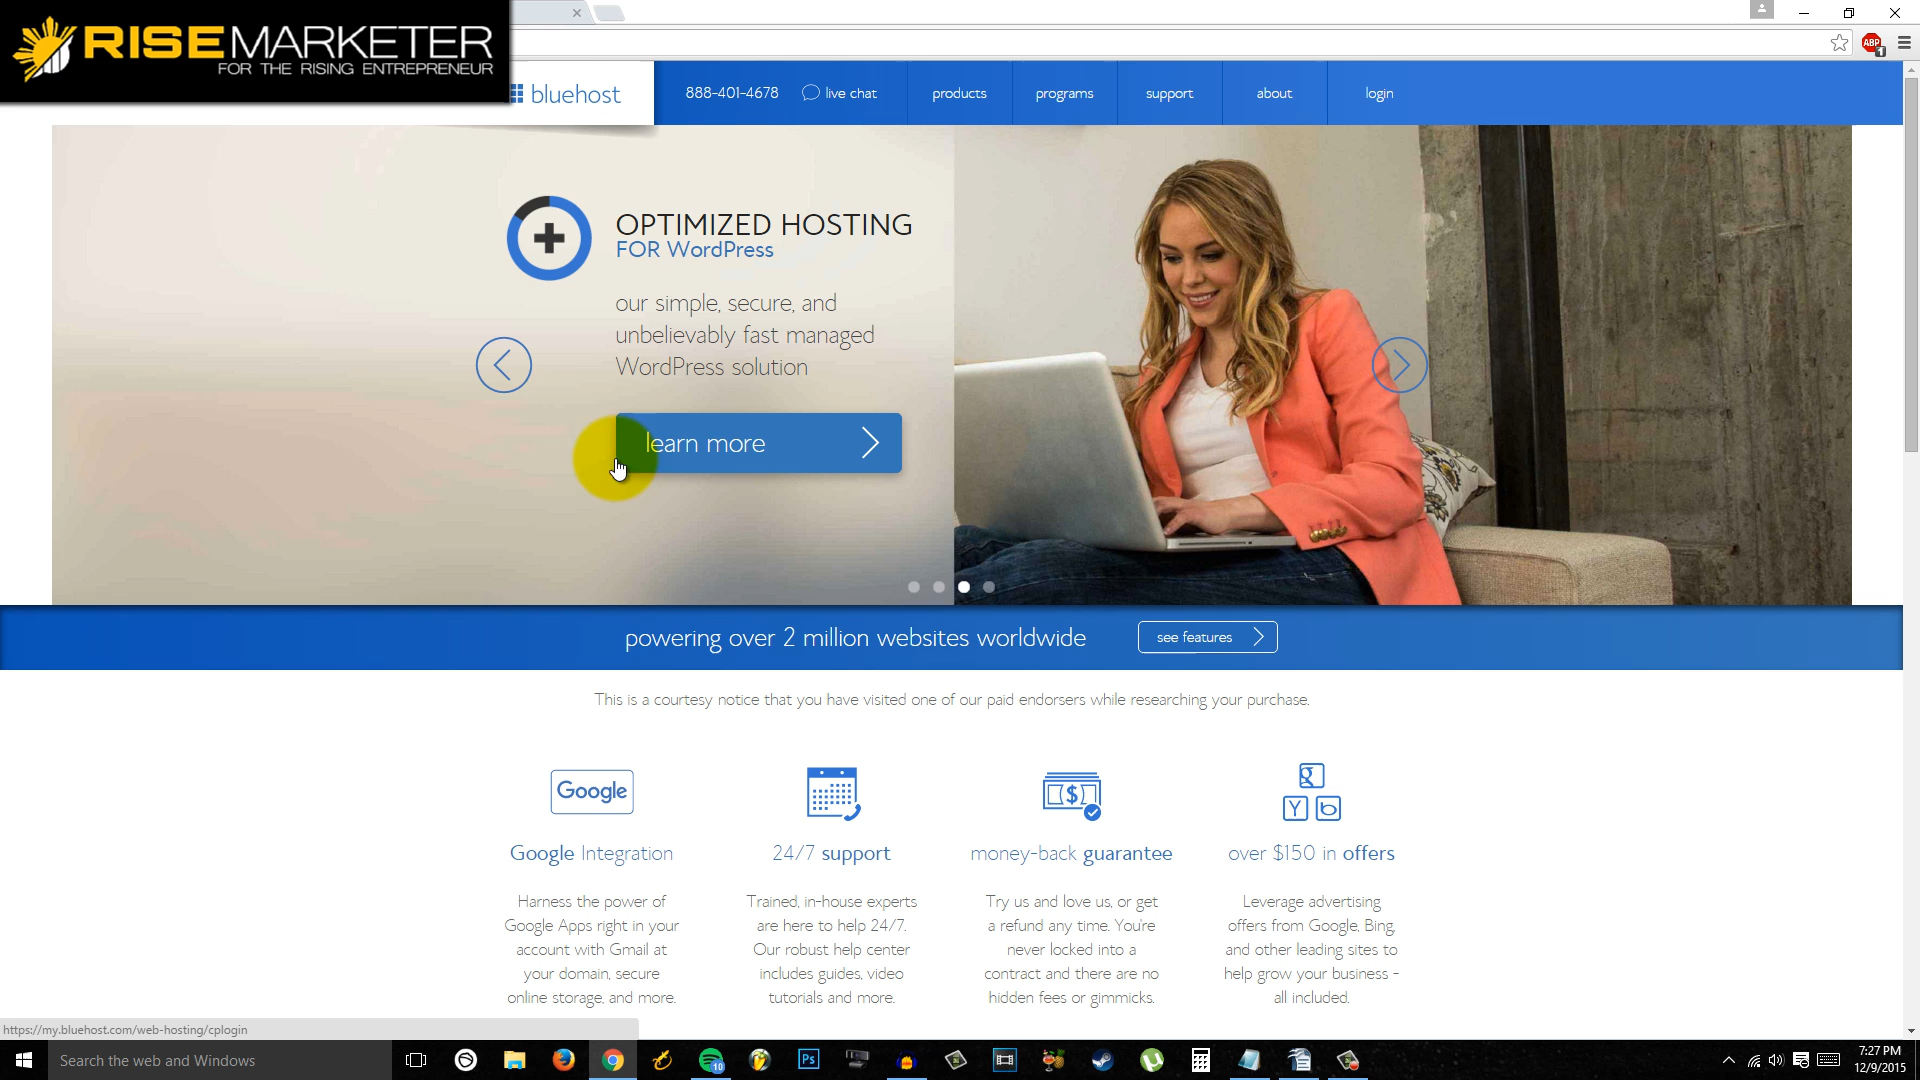 RISEMARKETER
FOR THE RISING ENTREPRENEUR
ABP
1
bluehost
888-401-4678
live chat
products
programs
support
about
login
OPTIMIZED HOSTING
FOR WordPress
our simple, secure, and
unbelievably fast managed
WordPress solution
learn more
powering over 2 million websites worldwide
see features
This is a courtesy notice that you have visited one of our paid endorsers while researching your purchase.
Google
$
g
Y b
Google Integration
24/7 support
money-back guarantee
over $150 in offers
Harness the power of
Google Apps right in your
account with Gmail at
your domain, secure
online storage, and more.
Trained, in-house experts
are here to help 24/7.
Our robust help center
includes guides, video
tutorials and more.
Try us and love us, or get
a refund any time. You're
never locked into a
contract and there are no
hidden fees or gimmicks.
Leverage advertising
offers from Google, Bing,
and other leading sites to
help grow your business -
all included.
https://my.bluehost.com/web-hosting/cplogin
Search the web and Windows
10
Ps
7:27 PM
12/9/2015